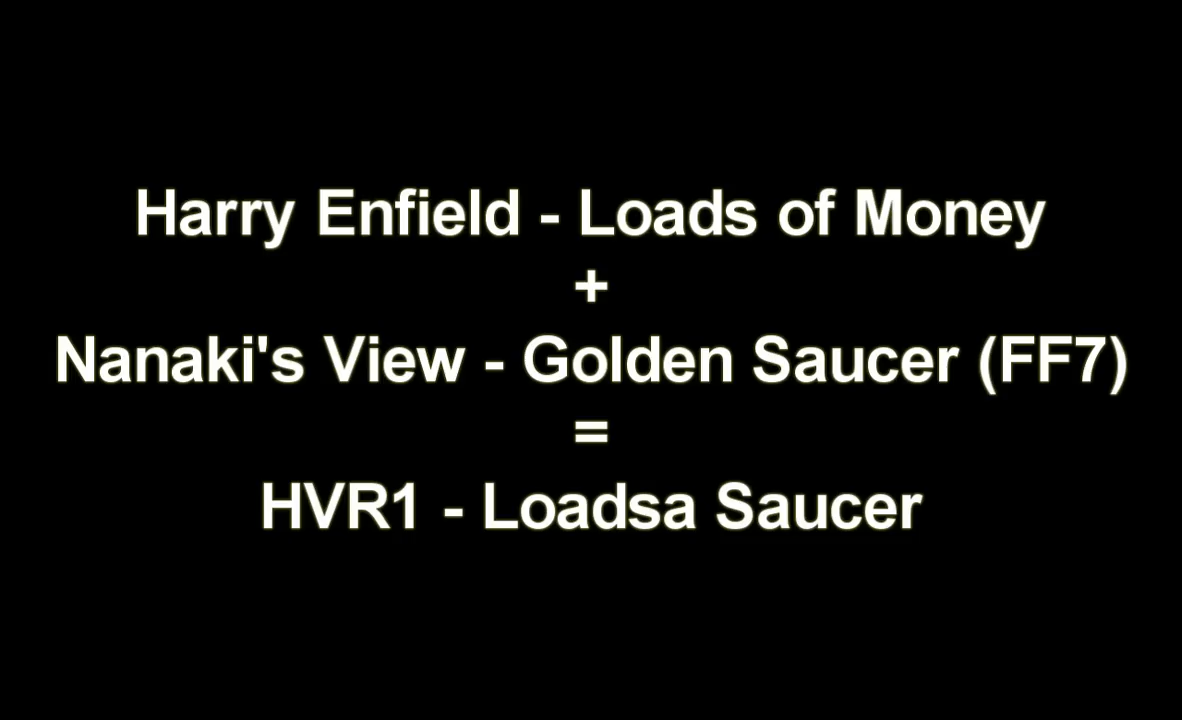 Harry Enfield - Loads of Money
+
Nanaki's View - Golden Saucer (FF7)
=
HVR1 - Loadsa Saucer